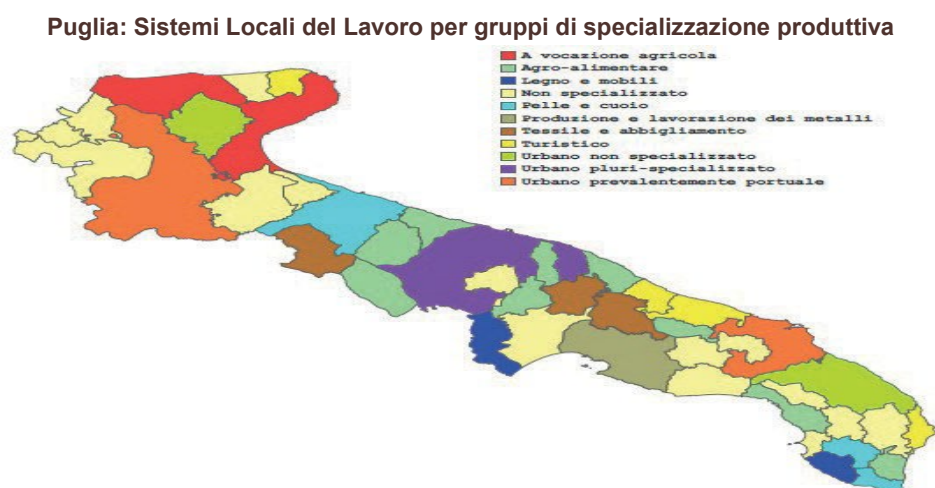 Puglia: Sistemi Locali del Lavoro per gruppi di specializzazione produttiva
A vocazione agricola
Agro-alimentare
Legno e mobili
Non specializzato
Pelle e cuoio
Produzione e lavorazione dei metalli
Tessile e abbigliamento
Turistico
Urbano non specializzato
Urbano pluri-specializzato
Urbano prevalentemente portuale